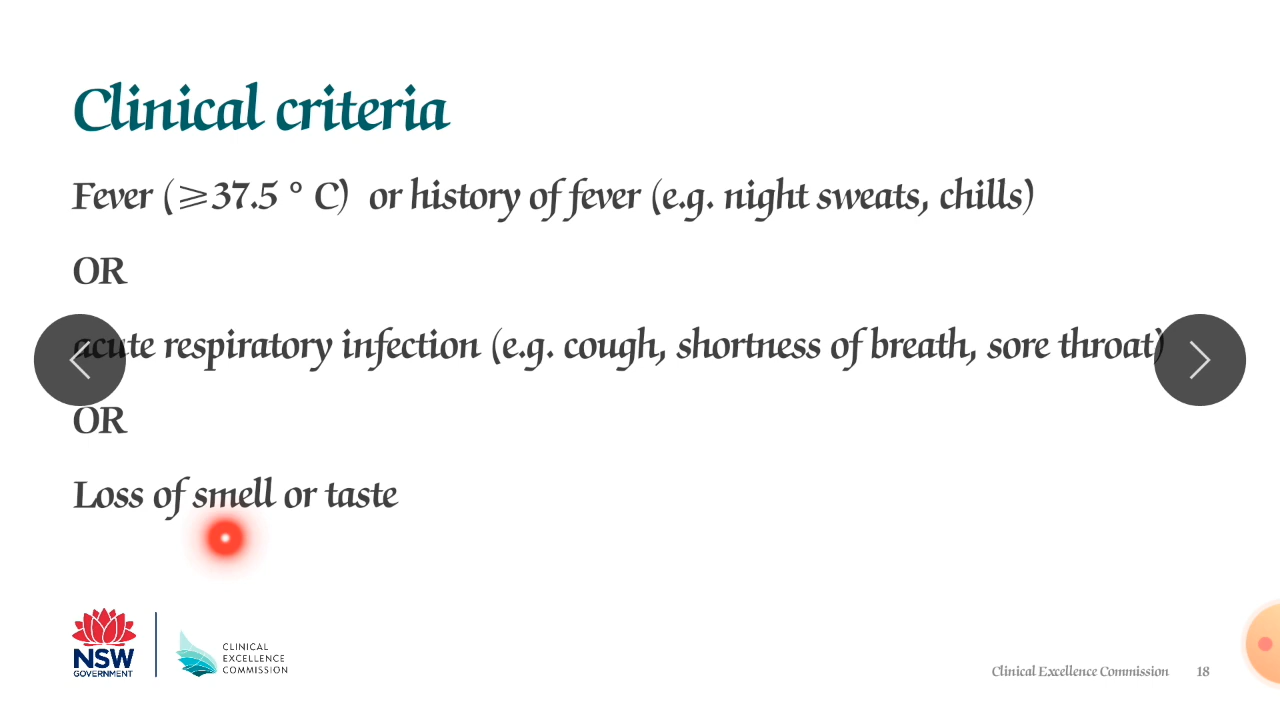 Clinical criteria
Fever (⩾37.5 ° C)  or history of fever (e.g. night sweats, chills)
OR
acute respiratory infection (e.g. cough, shortness of breath, sore throat)
OR
Loss of smell or taste
NSW
GOVERNMENT
CLINICAL
EXCELLENCE
COMMISSION
Clinical Excellence Commission 18